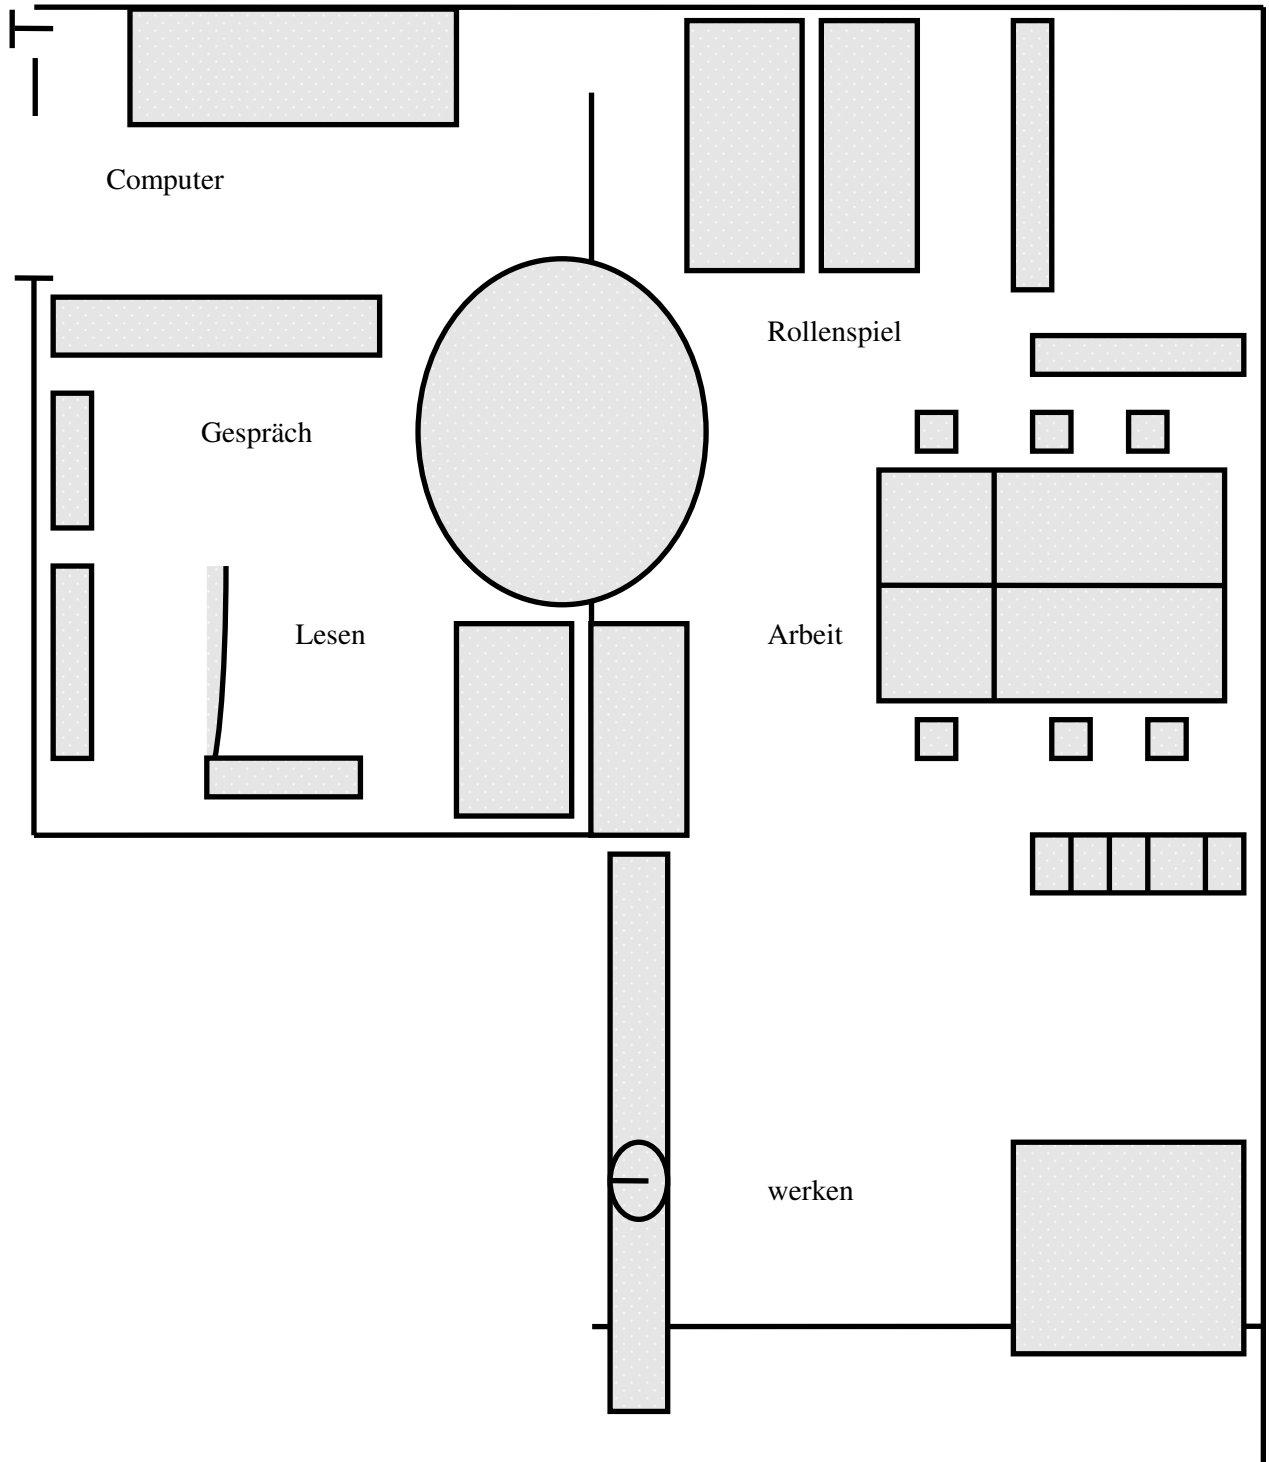 Computer
Rollenspiel
Gespräch
Lesen
Arbeit
werken